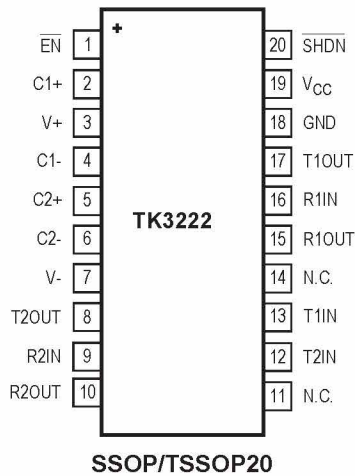 EN 1 20 SHDN
C1+ 2 19 VCC
V+ 3 18 GND
C1- 4 17 T1OUT
C2+ 5 16 R1IN
C2- 6 15 R1OUT
V- 7 14 N.C.
T2OUT 8 13 T1IN
R2IN 9 12 T2IN
R2OUT 10 11 N.C.
TK3222
SSOP/TSSOP20